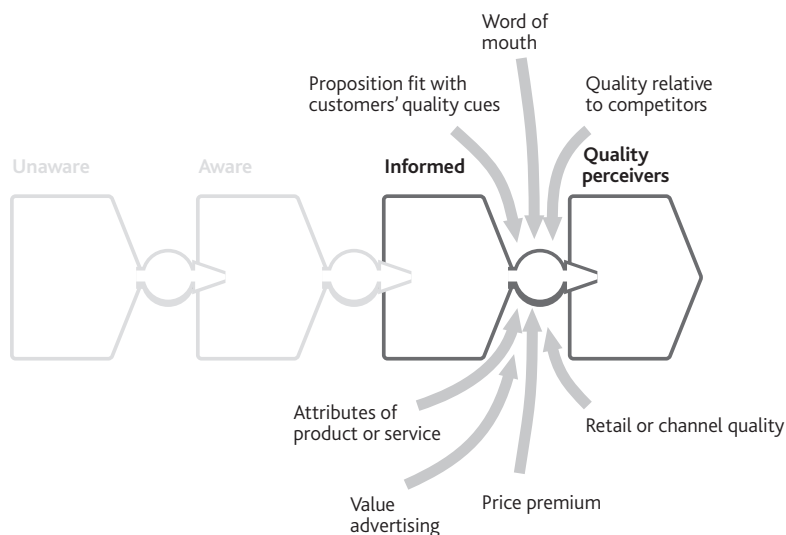 Word of
mouth
Proposition fit with
customers’ quality cues
Quality relative
to competitors
Unaware
Aware
Informed
Quality
perceivers
Attributes of
product or service
Retail or channel quality
Value
advertising
Price premium